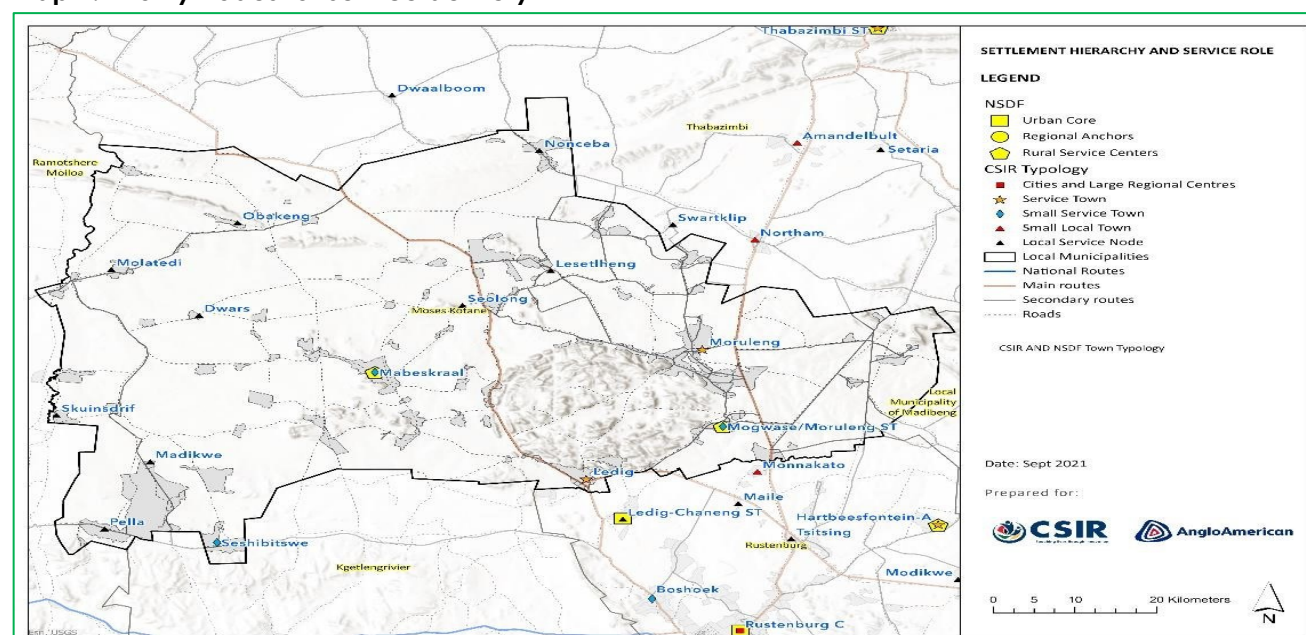 Thabazimbi ST
Dwaalboom
Thabazimbi
Amandelbult
Nonceba
Setaria
Ramotshere
Moiloa
Obakeng
Swartklip
Northam
Molatedi
Lesetlheng
Dwars
Seolong
Moses Kotane
Moruleng
Mabeskraal
Local
Municipality
of Madibeng
Skuinsdrif
Mogwase/Moruleng ST
Madikwe
Ledig
Monnakato
Maile
Pella
Ledig-Chaneng ST
Hartbeesfontein-A
Tsitsing
Seshibitswe
Rustenburg
Kgetlengrivier
Modikwe
Boshoek
Rustenburg C
Esri, USGS
SETTLEMENT HIERARCHY AND SERVICE ROLE
LEGEND
NSDF
Urban Core
Regional Anchors
Rural Service Centers
CSIR Typology
Cities and Large Regional Centres
Service Town
Small Service Town
Small Local Town
Local Service Node
Local Municipalities
National Routes
Main routes
Secondary routes
Roads
CSIR AND NSDF Town Typology
Date: Sept 2021
Prepared for:
CSIR
AngloAmerican
0 5 10 20 Kilometers
N